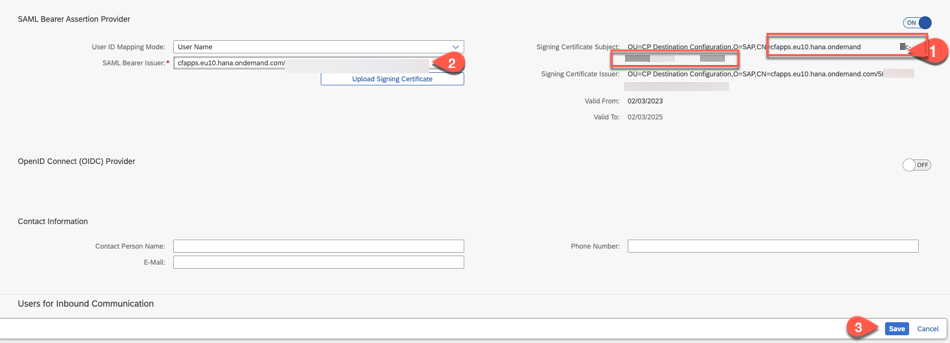 SAML Bearer Assertion Provider
ON
User ID Mapping Mode: User Name
Signing Certificate Subject: OU=CP Destination Configuration,O=SAP,CN=cfapps.eu10.hana.ondemand
1
* SAML Bearer Issuer: cfapps.eu10.hana.ondemand.com/
2
Upload Signing Certificate
Signing Certificate Issuer: OU=CP Destination Configuration,O=SAP,CN=cfapps.eu10.hana.ondemand.com/5
Valid From: 02/03/2023
Valid To: 02/03/2025
OpenID Connect (OIDC) Provider
OFF
Contact Information
Contact Person Name:
Phone Number:
E-Mail:
Users for Inbound Communication
3
Save
Cancel